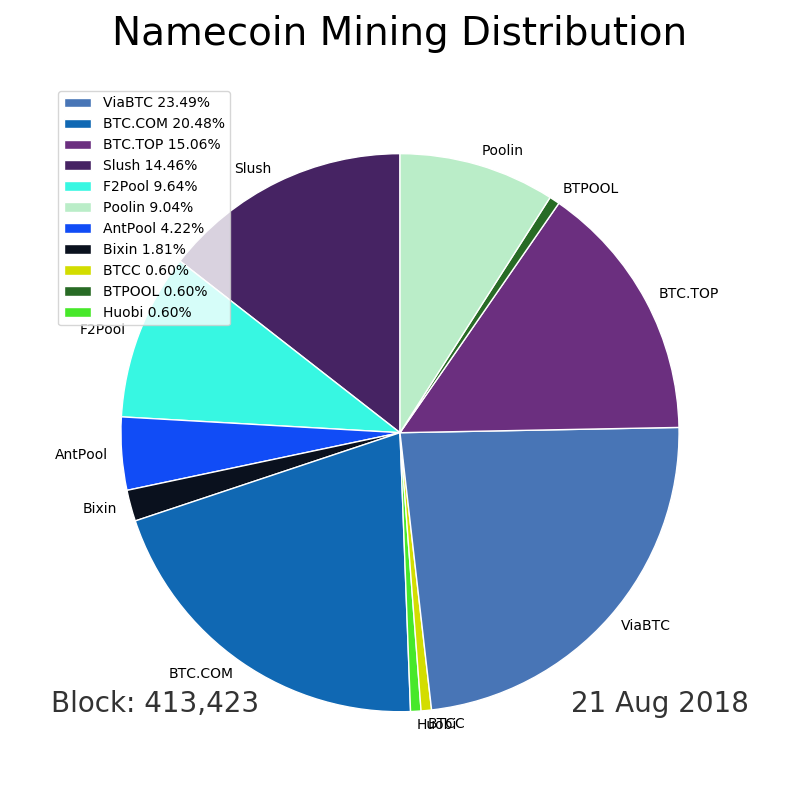 Namecoin Mining Distribution
ViaBTC 23.49%
BTC.COM 20.48%
BTC.TOP 15.06%
Slush 14.46%
F2Pool 9.64%
Poolin 9.04%
AntPool 4.22%
Bixin 1.81%
BTCC 0.60%
BTPOOL 0.60%
Huobi 0.60%
Poolin
Slush
BTPOOL
BTC.TOP
F2Pool
AntPool
Bixin
ViaBTC
BTC.COM
Block: 413,423
21 Aug 2018
Huobi
BTCC